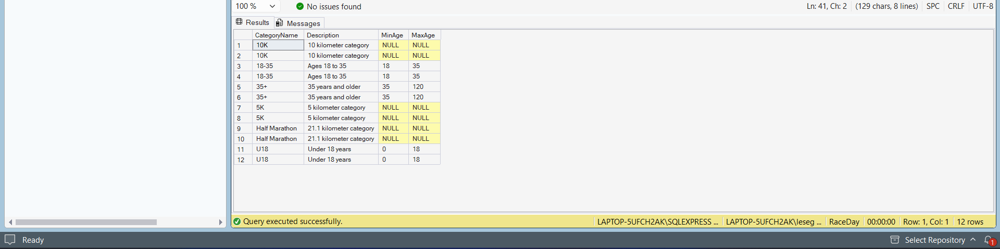 100 % No issues found Ln: 41, Ch: 2 (129 chars, 8 lines) SPC CRLF UTF-8
Results Messages
CategoryName Description MinAge MaxAge
1 10K 10 kilometer category NULL NULL
2 10K 10 kilometer category NULL NULL
3 18-35 Ages 18 to 35 18 35
4 18-35 Ages 18 to 35 18 35
5 35+ 35 years and older 35 120
6 35+ 35 years and older 35 120
7 5K 5 kilometer category NULL NULL
8 5K 5 kilometer category NULL NULL
9 Half Marathon 21.1 kilometer category NULL NULL
10 Half Marathon 21.1 kilometer category NULL NULL
11 U18 Under 18 years 0 18
12 U18 Under 18 years 0 18
Query executed successfully. LAPTOP-5UFCH2AK\SQLEXPRESS ... LAPTOP-5UFCH2AK\leseg ... RaceDay 00:00:00 Row: 1, Col: 1 12 rows
Ready Select Repository 1